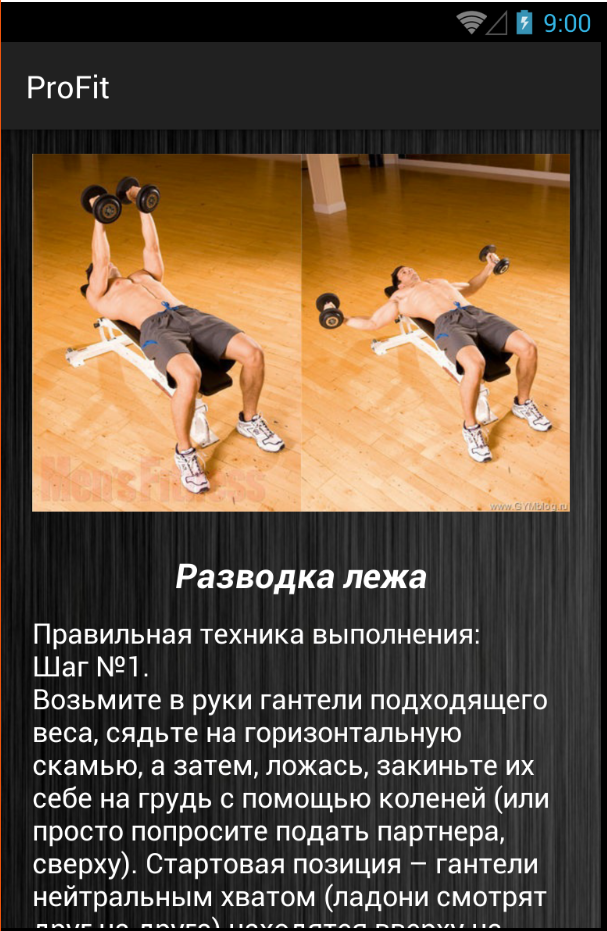 9:00
ProFit
Men's Fitness
www.GYMblog.ru
Разводка лежа
Правильная техника выполнения:
Шаг №1.
Возьмите в руки гантели подходящего
веса, сядьте на горизонтальную
скамью, а затем, ложась, закиньте их
себе на грудь с помощью коленей (или
просто попросите подать партнера,
сверху). Стартовая позиция – гантели
нейтральным хватом (ладони смотрят